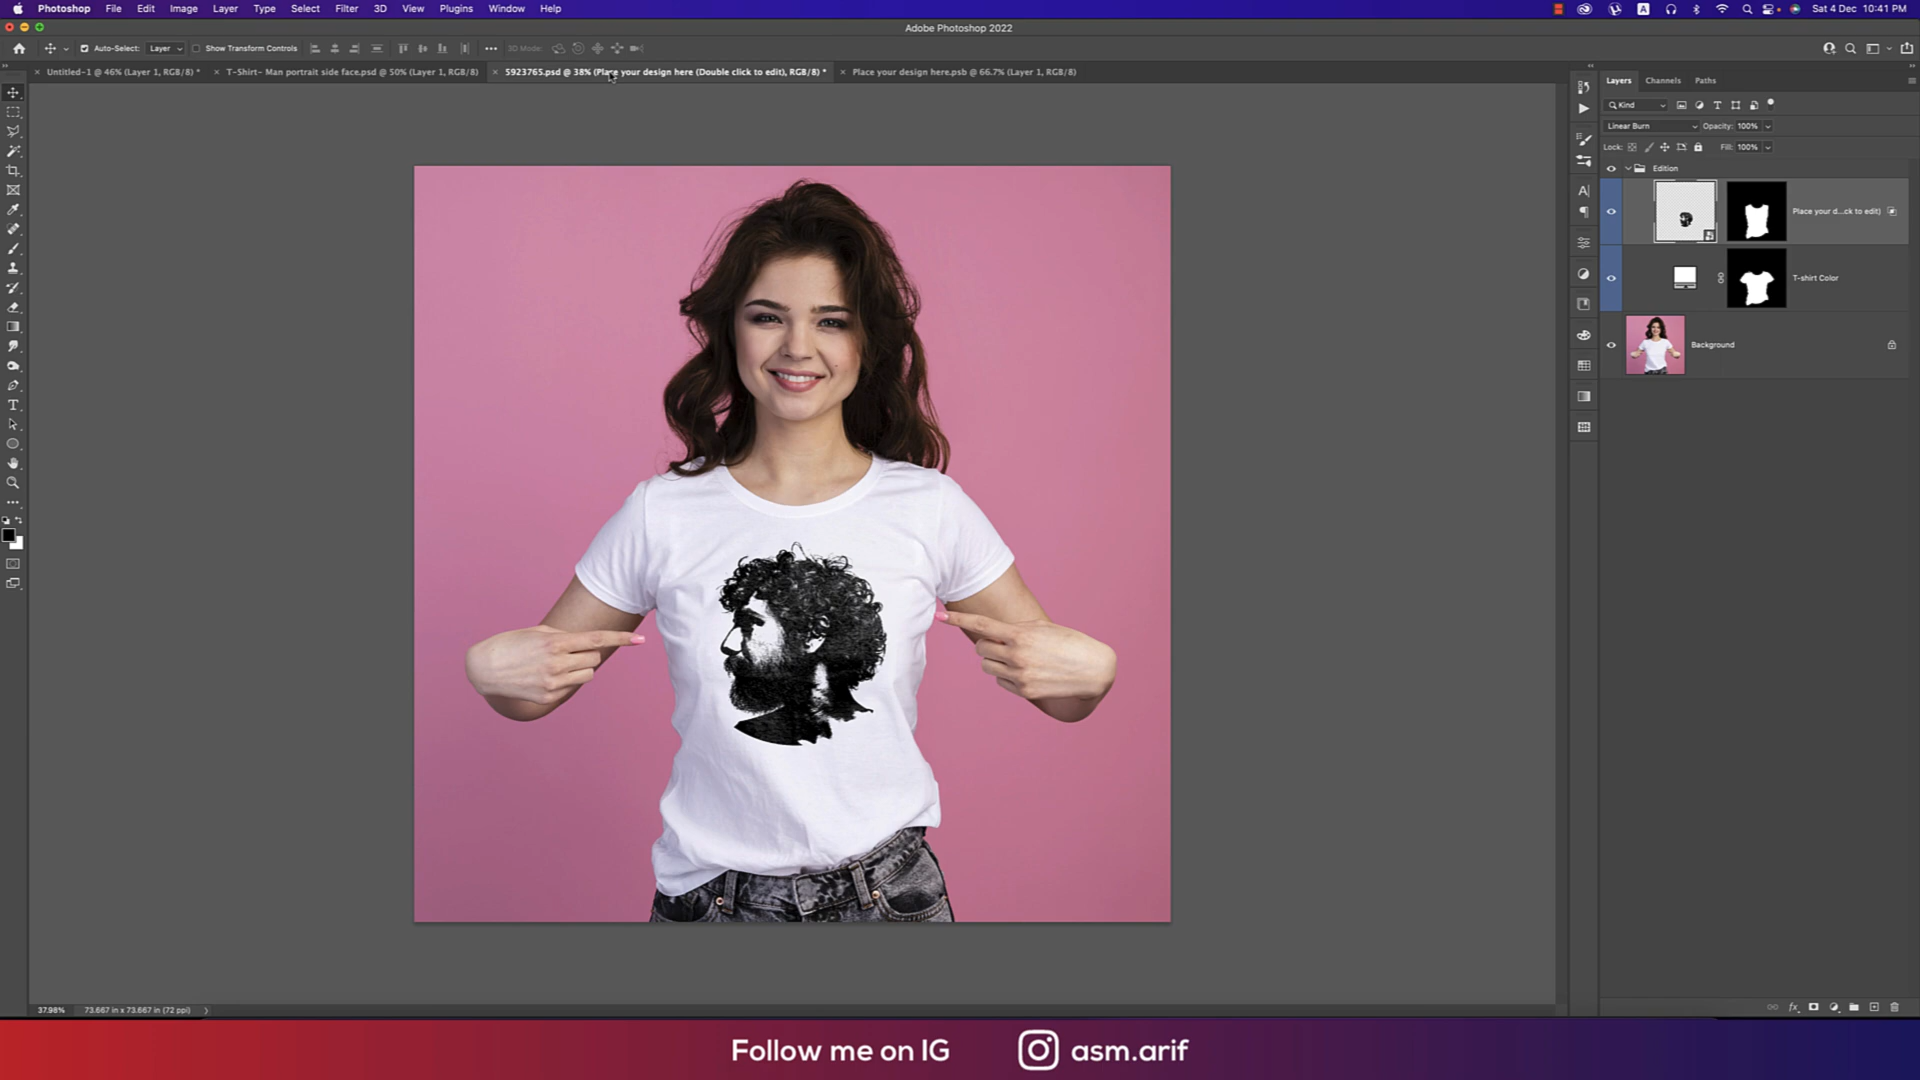 Photoshop File Edit Image Layer Type Select Filter 3D View Plugins Window Help
Sat 4 Dec 10:41 PM
Adobe Photoshop 2022
Auto-Select: Layer Show Transform Controls 3D Mode:
Untitled-1 @ 46% (Layer 1, RGB/8) *
T-Shirt- Man portrait side face.psd @ 50% (Layer 1, RGB/8)
5923765.psd @ 38% (Place your design here (Double click to edit), RGB/8) *
Place your design here.psb @ 66.7% (Layer 1, RGB/8)
Layers Channels Paths
Kind
Linear Burn Opacity: 100%
Lock: Fill: 100%
Edition
Place your d...ck to edit)
T-shirt Color
Background
37.98% 73.667 in x 73.667 in (72 ppi)
Follow me on IG asm.arif